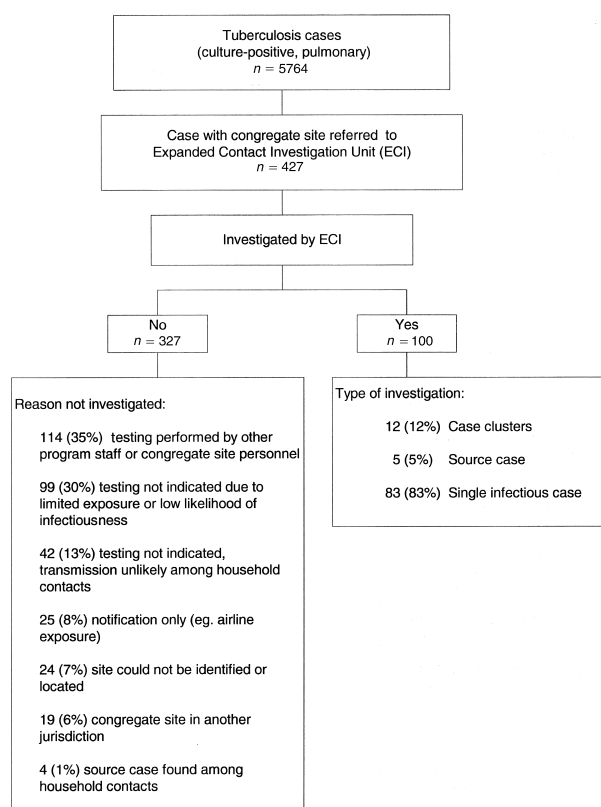 Tuberculosis cases
(culture-positive, pulmonary)
n = 5764
Case with congregate site referred to
Expanded Contact Investigation Unit (ECI)
n = 427
Investigated by ECI
No
n = 327
Yes
n = 100
Reason not investigated:
114 (35%) testing performed by other
program staff or congregate site personnel
99 (30%) testing not indicated due to
limited exposure or low likelihood of
infectiousness
42 (13%) testing not indicated,
transmission unlikely among household
contacts
25 (8%) notification only (eg. airline
exposure)
24 (7%) site could not be identified or
located
19 (6%) congregate site in another
jurisdiction
4 (1%) source case found among
household contacts
Type of investigation:
12 (12%) Case clusters
5 (5%) Source case
83 (83%) Single infectious case